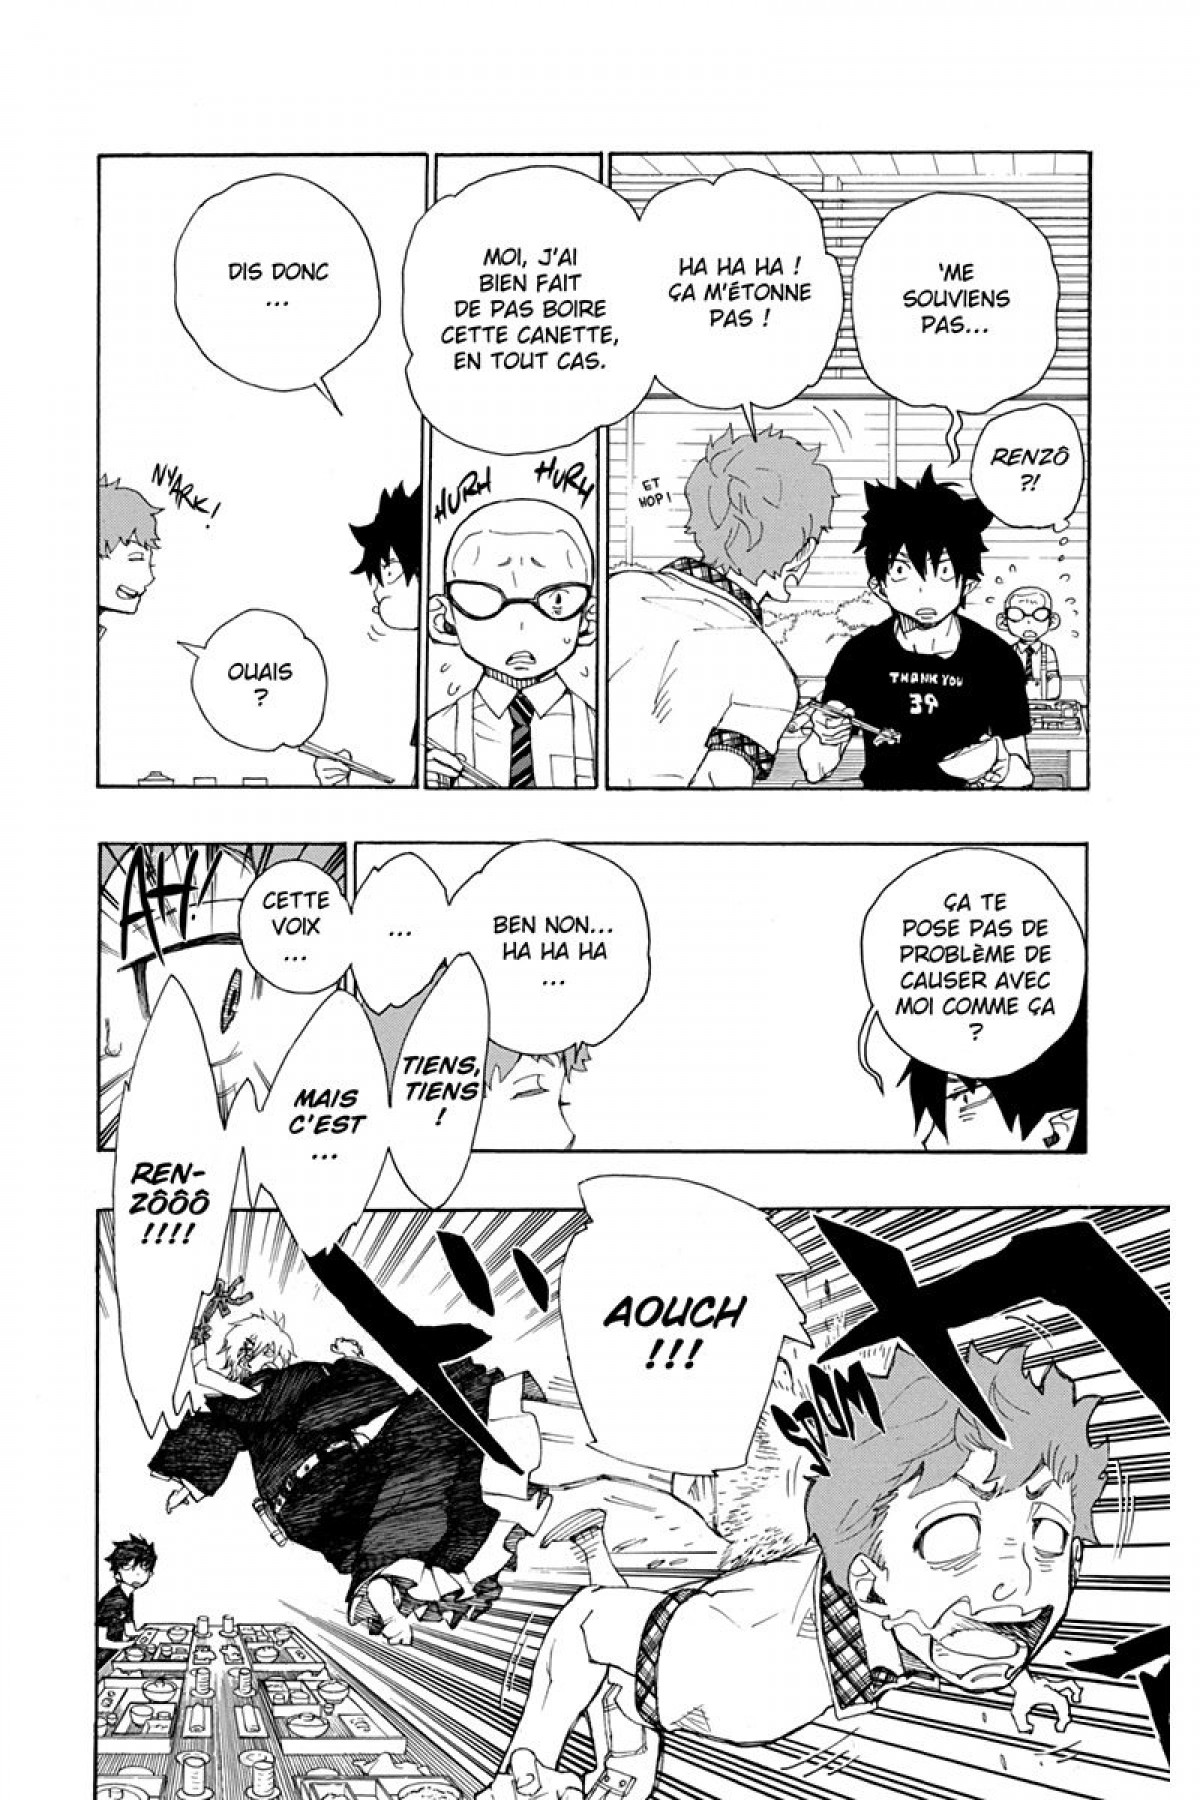 'ME
SOUVIENS
PAS...
HA HA HA !
ÇA M'ÉTONNE
PAS !
RENZÔ
?!
ET
HOP !
THANK YOU
39
MOI, J'AI
BIEN FAIT
DE PAS BOIRE
CETTE CANETTE,
EN TOUT CAS.
HURH
HURH
DIS DONC
...
NYARK !
OUAIS
?
ÇA TE
POSE PAS DE
PROBLÈME DE
CAUSER AVEC
MOI COMME ÇA
?
BEN NON...
HA HA HA
...
...
CETTE
VOIX
...
AH !
TIENS,
TIENS
!
MAIS
C'EST
...
REN-
ZÔÔÔ
!!!!
AOUCH
!!!
SDOM